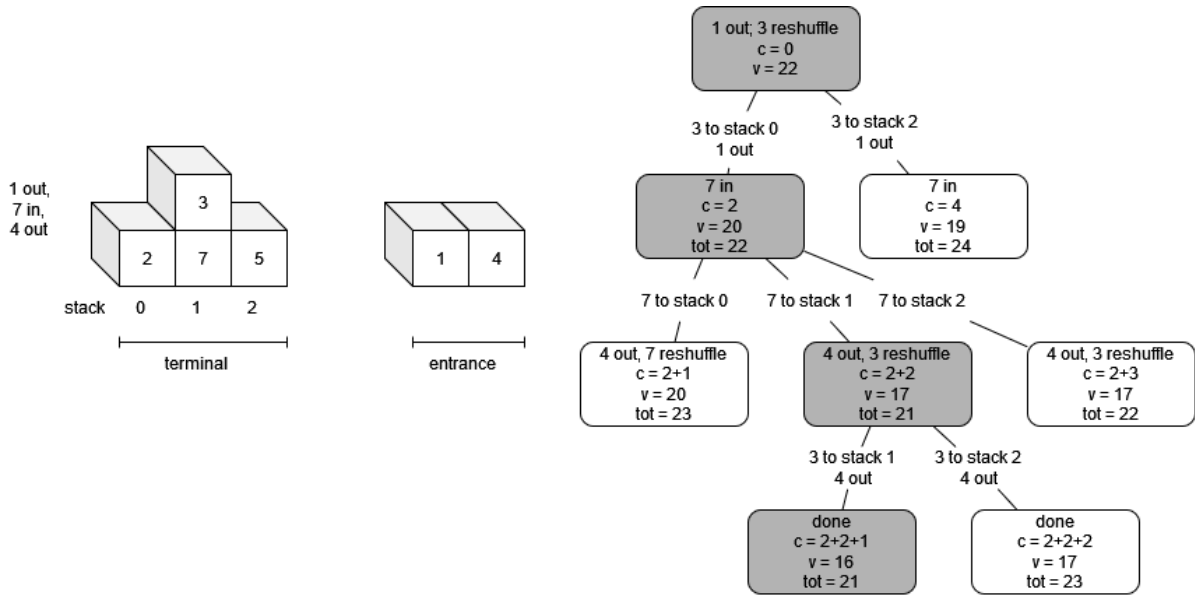 1 out,
7 in,
4 out
3
2 7 5
stack 0 1 2
terminal
1 4
entrance
1 out; 3 reshuffle
c = 0
v = 22
3 to stack 0
1 out
3 to stack 2
1 out
7 in
c = 2
v = 20
tot = 22
7 in
c = 4
v = 19
tot = 24
7 to stack 0
7 to stack 1
7 to stack 2
4 out, 7 reshuffle
c = 2+1
v = 20
tot = 23
4 out, 3 reshuffle
c = 2+2
v = 17
tot = 21
4 out, 3 reshuffle
c = 2+3
v = 17
tot = 22
3 to stack 1
4 out
3 to stack 2
4 out
done
c = 2+2+1
v = 16
tot = 21
done
c = 2+2+2
v = 17
tot = 23